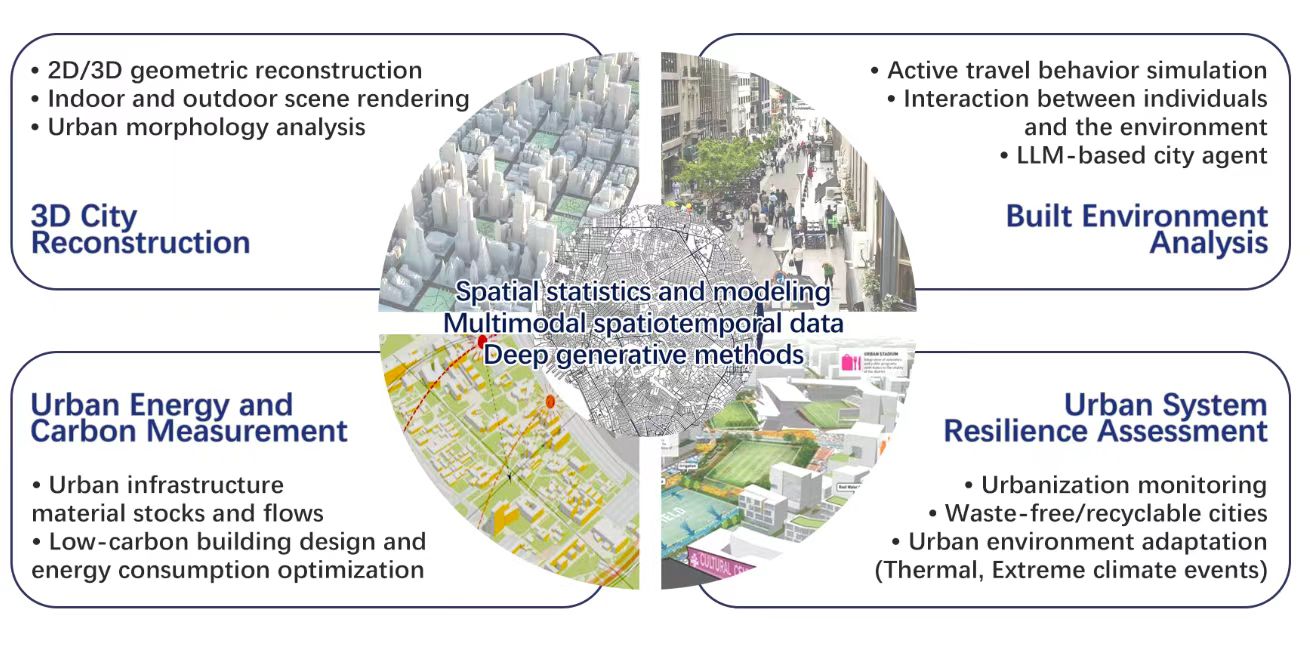 • 2D/3D geometric reconstruction
• Indoor and outdoor scene rendering
• Urban morphology analysis
3D City
Reconstruction
• Active travel behavior simulation
• Interaction between individuals
and the environment
• LLM-based city agent
Built Environment
Analysis
Spatial statistics and modeling
Multimodal spatiotemporal data
Deep generative methods
Urban Energy and
Carbon Measurement
• Urban infrastructure
material stocks and flows
• Low-carbon building design and
energy consumption optimization
URBAN STADIUM
Irrigation
CULTURAL
Urban System
Resilience Assessment
• Urbanization monitoring
• Waste-free/recyclable cities
• Urban environment adaptation
(Thermal, Extreme climate events)